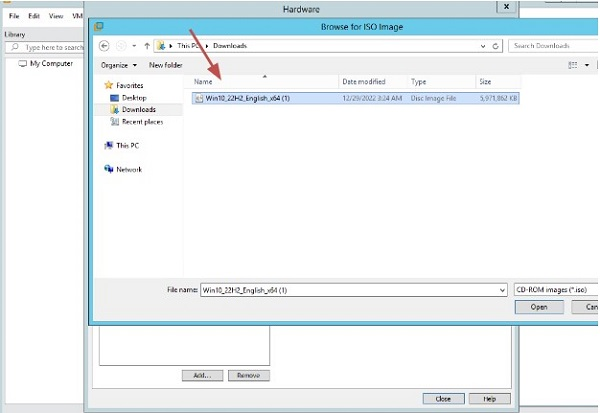 Hardware
x
File Edit View VM
Browse for ISO Image
Library
Type here to search
My Computer
This PC Downloads
Search Downloads
Organize New folder
Name Date modified Type Size
Favorites
Desktop
Downloads
Recent places
This PC
Network
Win10_22H2_English_x64 (1) 12/29/2022 3:24 AM Disc Image File 5,971,862 KB
File name: Win10_22H2_English_x64 (1) CD-ROM images (*.iso)
Open Can
Add... Remove
Close Help